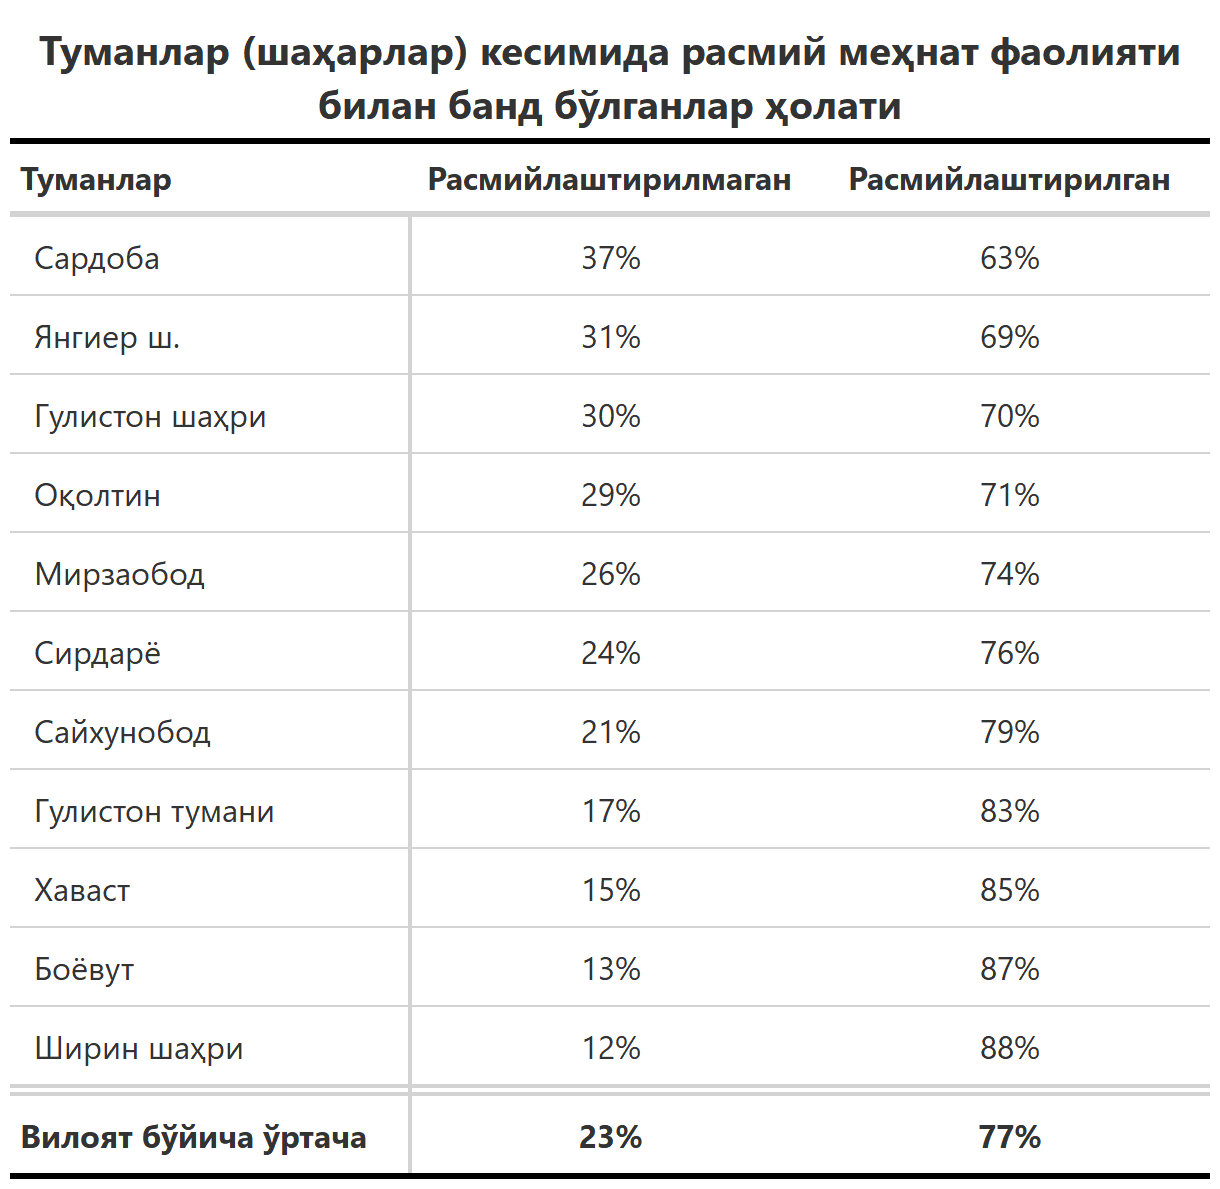 Туманлар (шаҳарлар) кесимида расмий меҳнат фаолияти
билан банд бўлганлар ҳолати
Туманлар Расмийлаштирилмаган Расмийлаштирилган
Сардоба 37% 63%
Янгиер ш. 31% 69%
Гулистон шаҳри 30% 70%
Оқолтин 29% 71%
Мирзаобод 26% 74%
Сирдарё 24% 76%
Сайхунобод 21% 79%
Гулистон тумани 17% 83%
Хаваст 15% 85%
Боёвут 13% 87%
Ширин шаҳри 12% 88%
Вилоят бўйича ўртача 23% 77%